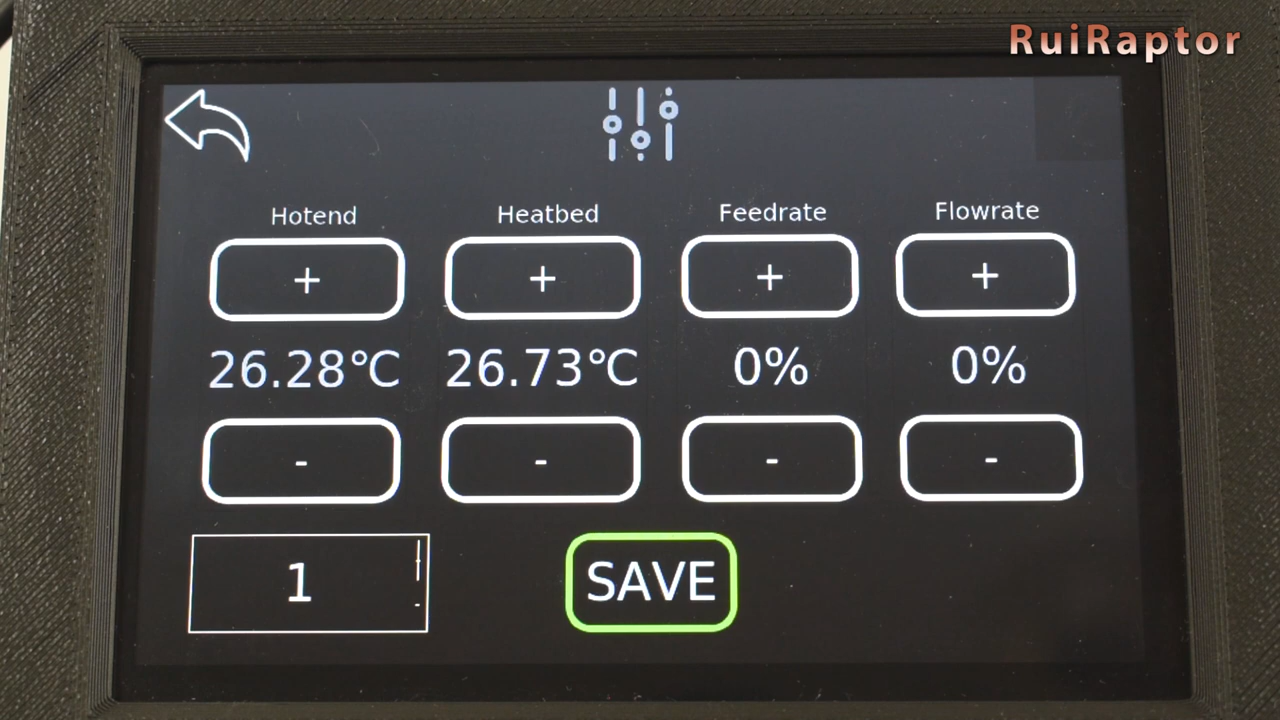 RuiRaptor
Hotend Heatbed Feedrate Flowrate
+ + + +
26.28°C 26.73°C 0% 0%
- - - -
1 SAVE